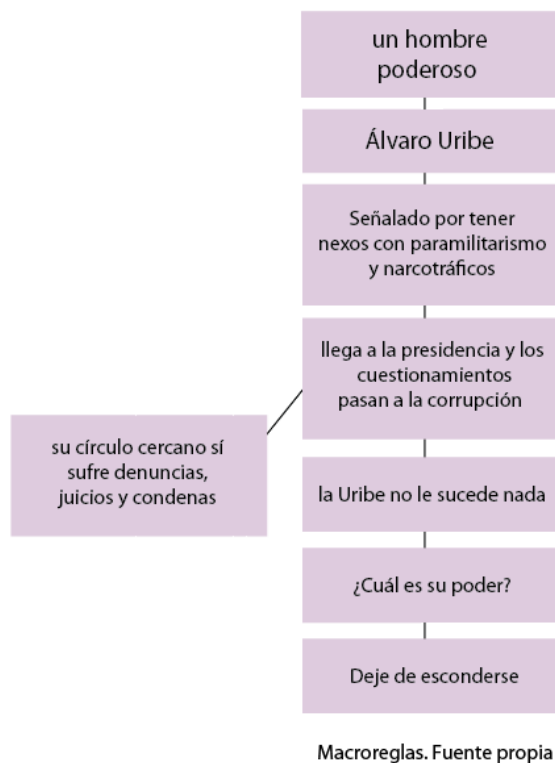 un hombre
poderoso
Álvaro Uribe
Señalado por tener
nexos con paramilitarismo
y narcotráficos
llega a la presidencia y los
cuestionamientos
pasan a la corrupción
su círculo cercano sí
sufre denuncias,
juicios y condenas
la Uribe no le sucede nada
¿Cuál es su poder?
Deje de esconderse
Macroreglas. Fuente propia